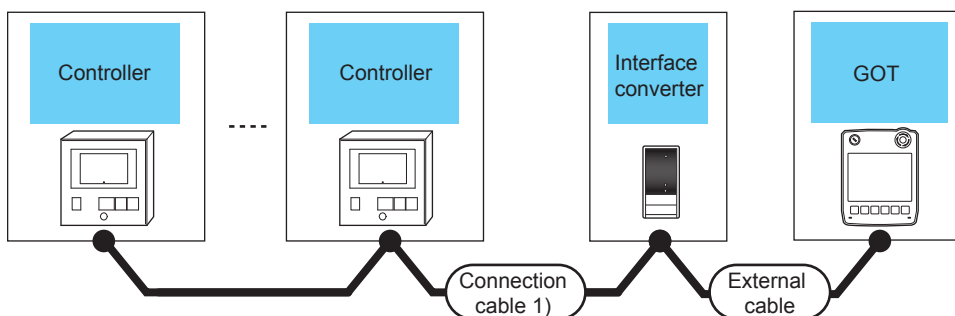 Controller
Controller
Interface
converter
GOT
Connection
cable 1)
External
cable